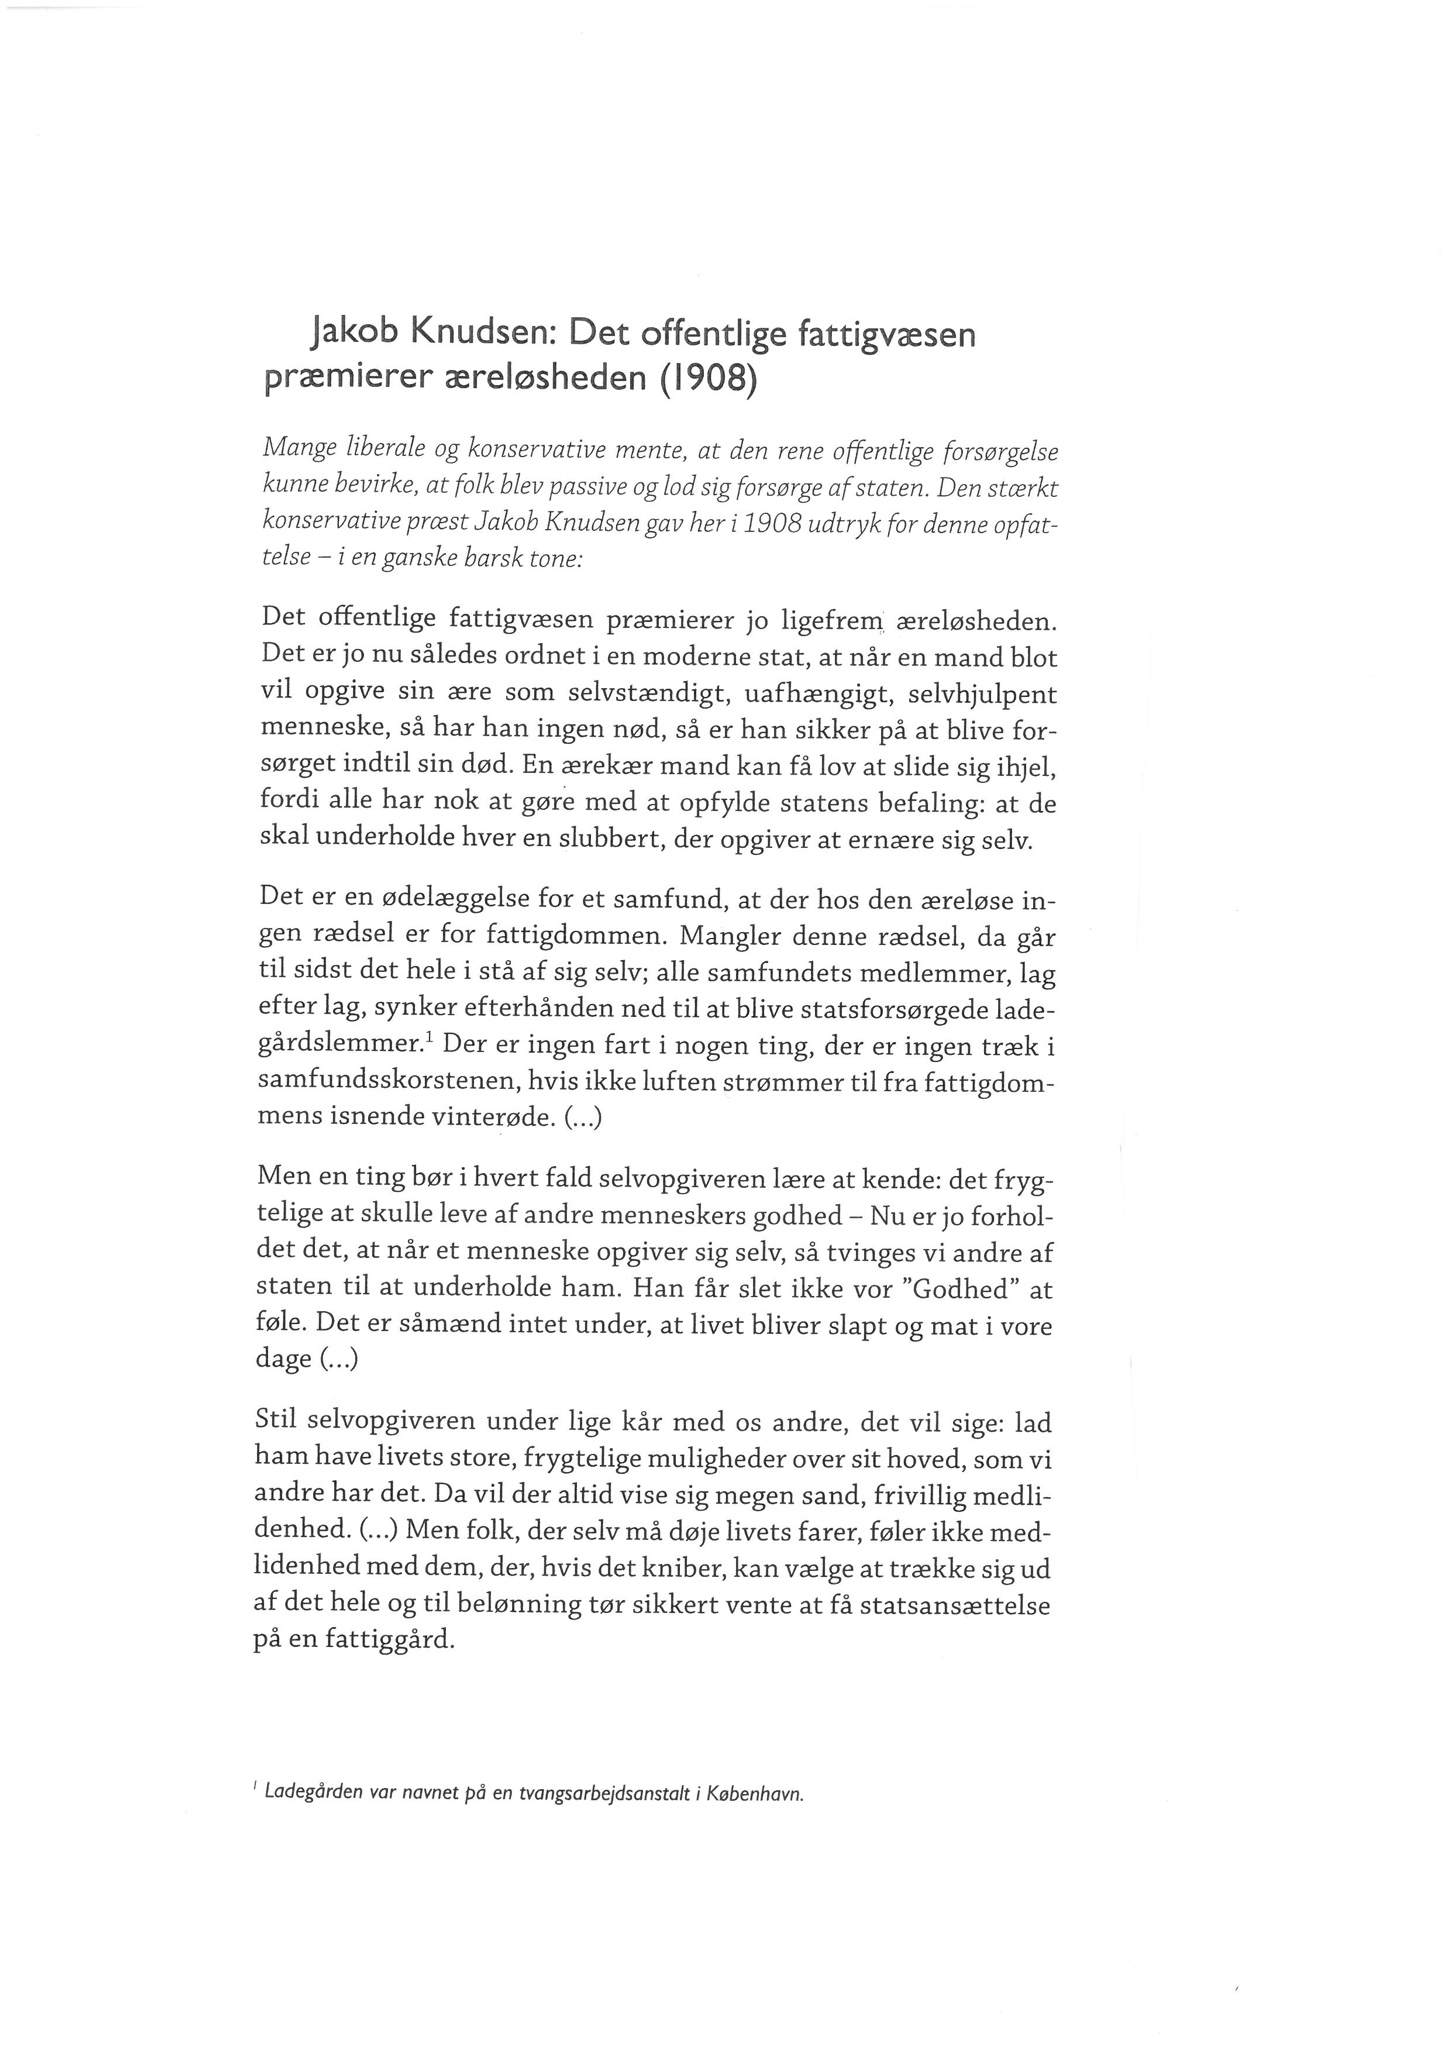 Jakob Knudsen: Det offentlige fattigvæsen
præmierer æreløsheden (1908)
Mange liberale og konservative mente, at den rene offentlige forsørgelse
kunne bevirke, at folk blev passive og lod sig forsørge af staten. Den stærkt
konservative præst Jakob Knudsen gav her i 1908 udtryk for denne opfat-
telse – i en ganske barsk tone:
Det offentlige fattigvæsen præmierer jo ligefrem æreløsheden.
Det er jo nu således ordnet i en moderne stat, at når en mand blot
vil opgive sin ære som selvstændigt, uafhængigt, selvhjulpent
menneske, så har han ingen nød, så er han sikker på at blive for-
sørget indtil sin død. En ærekær mand kan få lov at slide sig ihjel,
fordi alle har nok at gøre med at opfylde statens befaling: at de
skal underholde hver en slubbert, der opgiver at ernære sig selv.
Det er en ødelæggelse for et samfund, at der hos den æreløse in-
gen rædsel er for fattigdommen. Mangler denne rædsel, da går
til sidst det hele i stå af sig selv; alle samfundets medlemmer, lag
efter lag, synker efterhånden ned til at blive statsforsørgede lade-
gårdslemmer.¹ Der er ingen fart i nogen ting, der er ingen træk i
samfundsskorstenen, hvis ikke luften strømmer til fra fattigdom-
mens isnende vinterøde. (...)
Men en ting bør i hvert fald selvopgiveren lære at kende: det fryg-
telige at skulle leve af andre menneskers godhed – Nu er jo forhol-
det det, at når et menneske opgiver sig selv, så tvinges vi andre af
staten til at underholde ham. Han får slet ikke vor ”Godhed” at
føle. Det er såmænd intet under, at livet bliver slapt og mat i vore
dage (...)
Stil selvopgiveren under lige kår med os andre, det vil sige: lad
ham have livets store, frygtelige muligheder over sit hoved, som vi
andre har det. Da vil der altid vise sig megen sand, frivillig medli-
denhed. (...) Men folk, der selv må døje livets farer, føler ikke med-
lidenhed med dem, der, hvis det kniber, kan vælge at trække sig ud
af det hele og til belønning tør sikkert vente at få statsansættelse
på en fattiggård.
¹ Ladegården var navnet på en tvangsarbejdsanstalt i København.